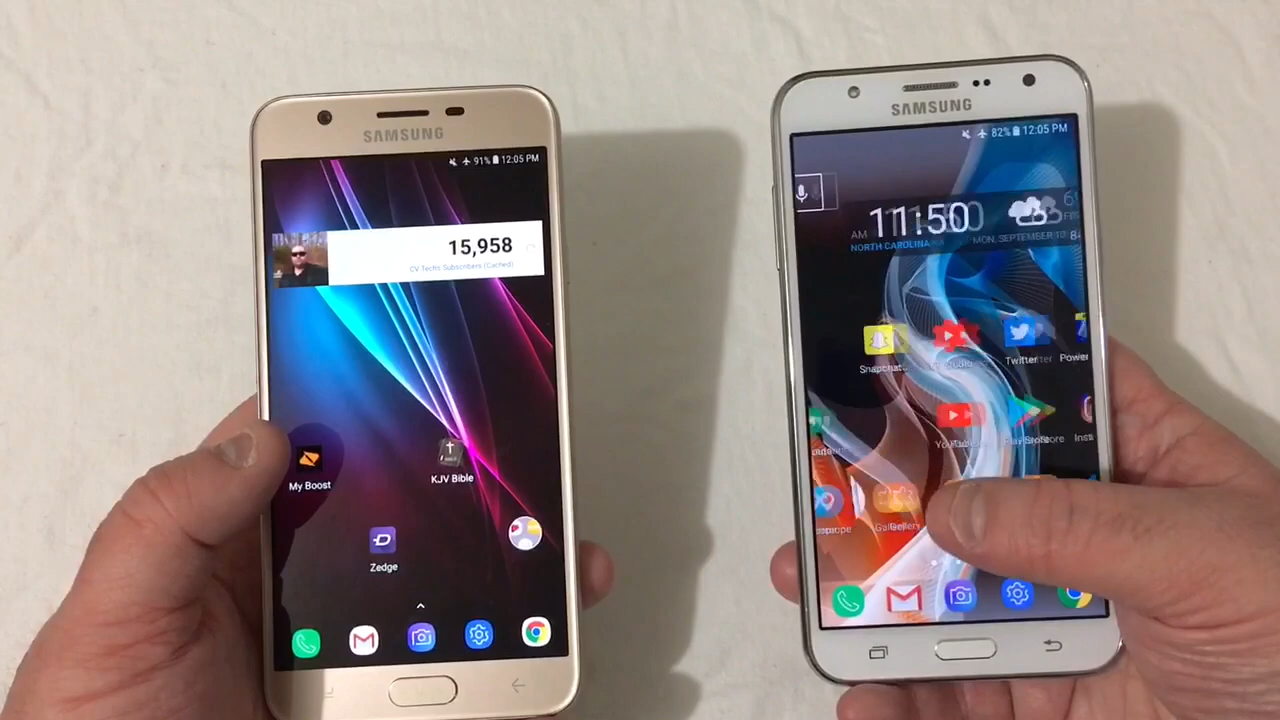 SAMSUNG
91% 12:05 PM
15,958
CV Techs Subscribers (Cached)
My Boost
KJV Bible
Zedge
SAMSUNG
82% 12:05 PM
11:50
AM
NORTH CAROLINA
MON, SEPTEMBER 10
Snapchat
Twitter
Power
YouTube
Play Store
Insta
Gallery